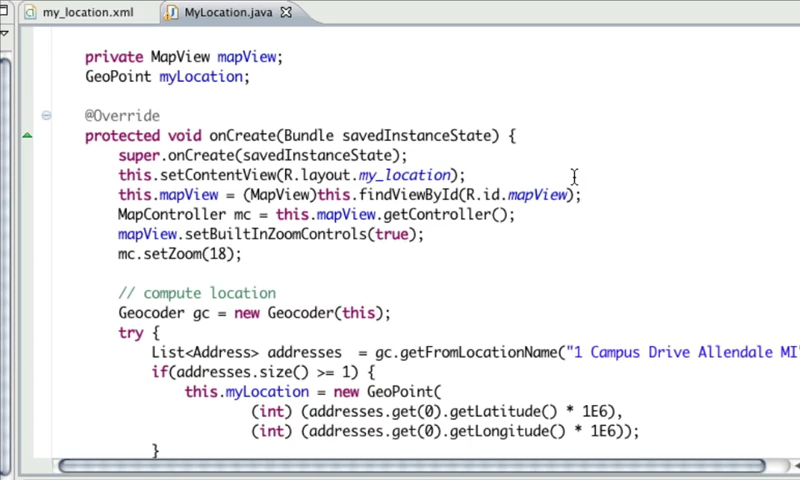 my_location.xml
MyLocation.java
private MapView mapView;
GeoPoint myLocation;
@Override
protected void onCreate(Bundle savedInstanceState) {
super.onCreate(savedInstanceState);
this.setContentView(R.layout.my_location);
this.mapView = (MapView)this.findViewById(R.id.mapView);
MapController mc = this.mapView.getController();
mapView.setBuiltInZoomControls(true);
mc.setZoom(18);
// compute location
Geocoder gc = new Geocoder(this);
try {
List<Address> addresses  = gc.getFromLocationName("1 Campus Drive Allendale MI
if(addresses.size() >= 1) {
this.myLocation = new GeoPoint(
(int) (addresses.get(0).getLatitude() * 1E6),
(int) (addresses.get(0).getLongitude() * 1E6));
}